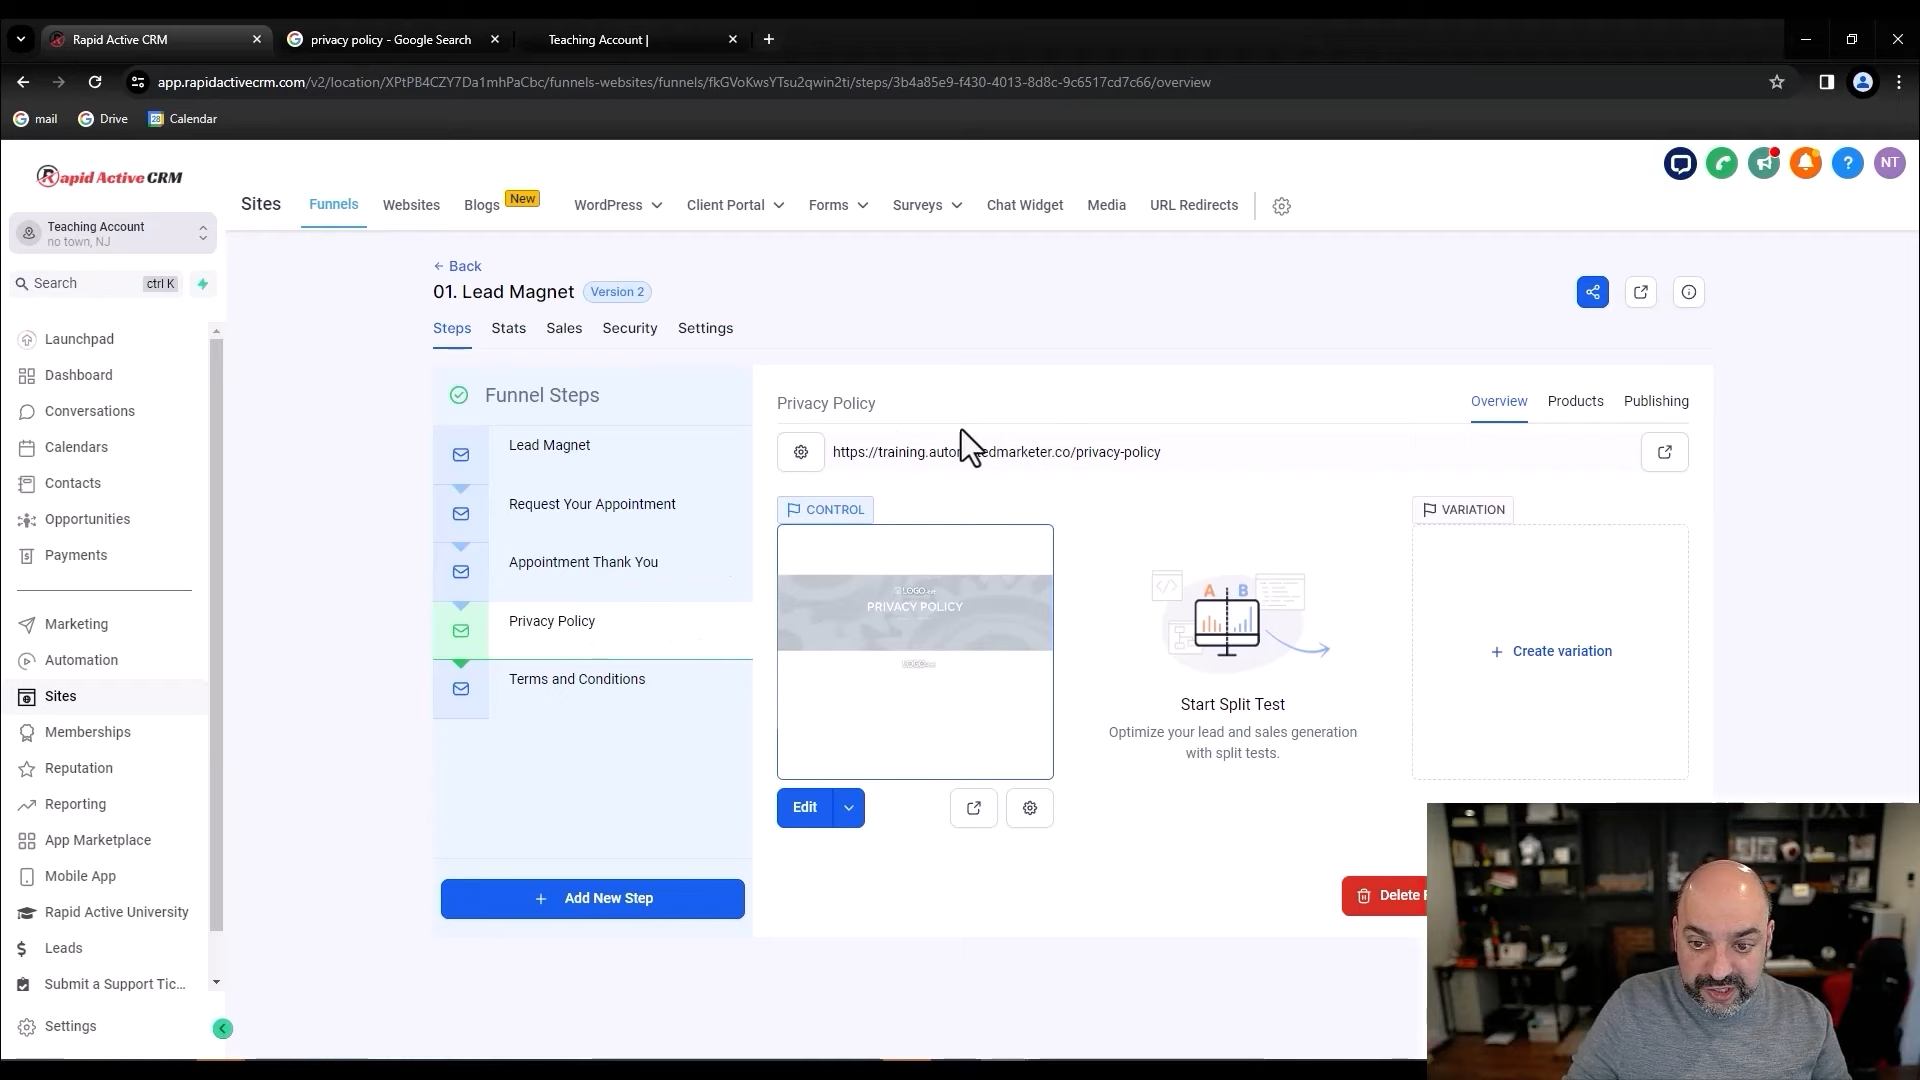 Rapid Active CRM
privacy policy - Google Search
Teaching Account |
app.rapidactivecrm.com/v2/location/XPtPB4CZY7Da1mhPaCbc/funnels-websites/funnels/fkGVoKwsYTsu2qwin2ti/steps/3b4a85e9-f430-4013-8d8c-9c6517cd7c66/overview
mail
Drive
Calendar
Rapid Active CRM
Sites
Funnels
Websites
Blogs
New
WordPress
Client Portal
Forms
Surveys
Chat Widget
Media
URL Redirects
NT
Teaching Account
no town, NJ
Search
ctrl K
Launchpad
Dashboard
Conversations
Calendars
Contacts
Opportunities
Payments
Marketing
Automation
Sites
Memberships
Reputation
Reporting
App Marketplace
Mobile App
Rapid Active University
Leads
Submit a Support Tic...
Settings
Back
01. Lead Magnet
Version 2
Steps
Stats
Sales
Security
Settings
Funnel Steps
Lead Magnet
Request Your Appointment
Appointment Thank You
Privacy Policy
Terms and Conditions
+ Add New Step
Privacy Policy
Overview
Products
Publishing
https://training.auto edmarketer.co/privacy-policy
CONTROL
LOGO
PRIVACY POLICY
LOGO
Edit
A B
Start Split Test
Optimize your lead and sales generation
with split tests.
VARIATION
+ Create variation
Delete